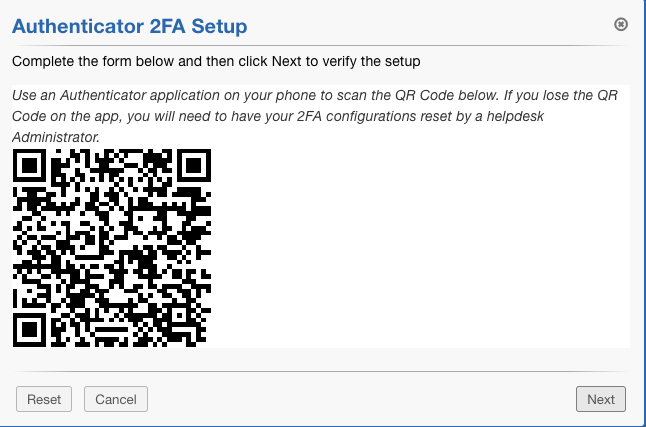 Authenticator 2FA Setup
Complete the form below and then click Next to verify the setup
Use an Authenticator application on your phone to scan the QR Code below. If you lose the QR
Code on the app, you will need to have your 2FA configurations reset by a helpdesk
Administrator.
Reset
Cancel
Next